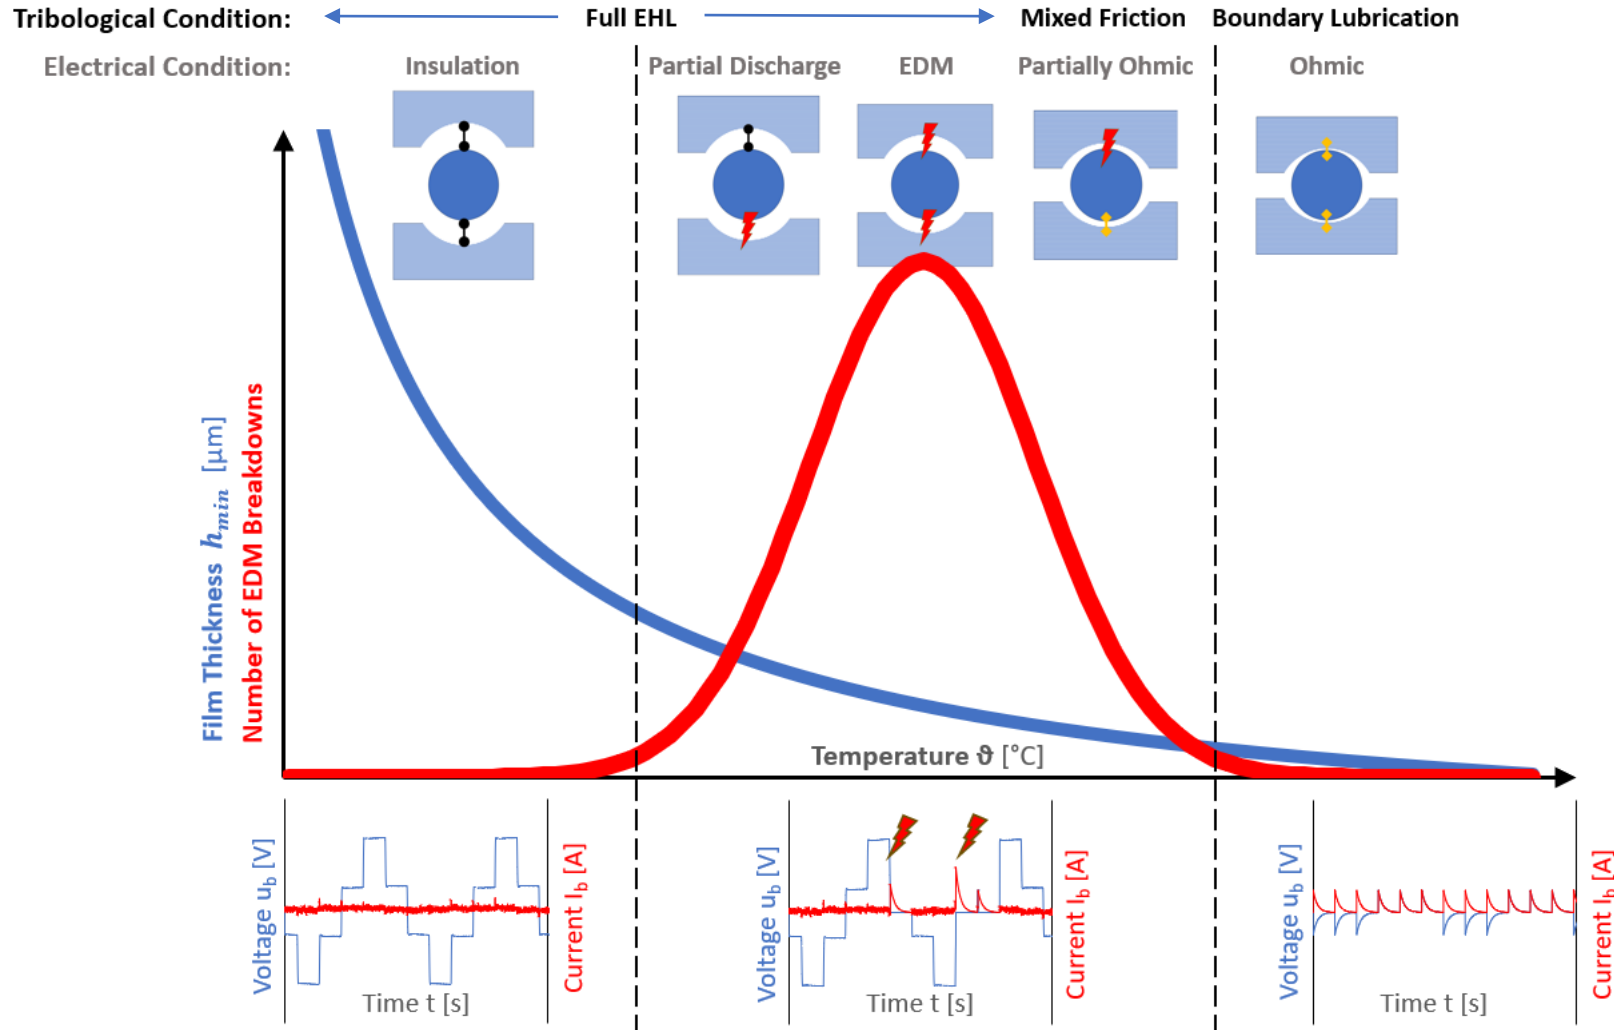 Tribological Condition: Full EHL Mixed Friction Boundary Lubrication
Electrical Condition: Insulation Partial Discharge EDM Partially Ohmic Ohmic
Film Thickness h_min [μm]
Number of EDM Breakdowns
Temperature ϑ [°C]
Voltage u_b [V]
Current I_b [A]
Time t [s]
Voltage u_b [V]
Current I_b [A]
Time t [s]
Voltage u_b [V]
Current I_b [A]
Time t [s]